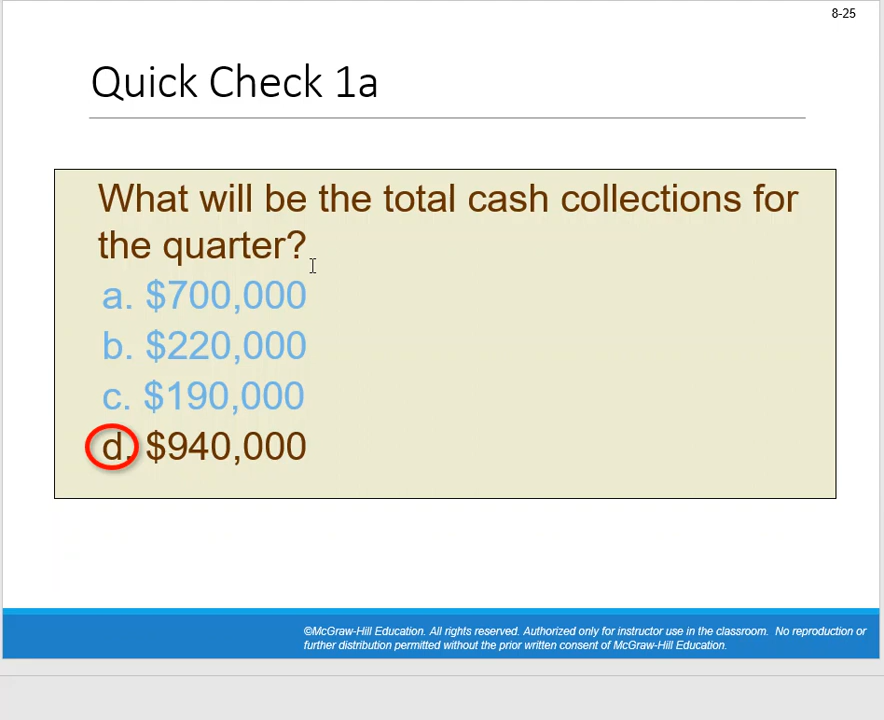 8-25
Quick Check 1a
What will be the total cash collections for
the quarter?
a. $700,000
b. $220,000
c. $190,000
d. $940,000
©McGraw-Hill Education. All rights reserved. Authorized only for instructor use in the classroom. No reproduction or
further distribution permitted without the prior written consent of McGraw-Hill Education.